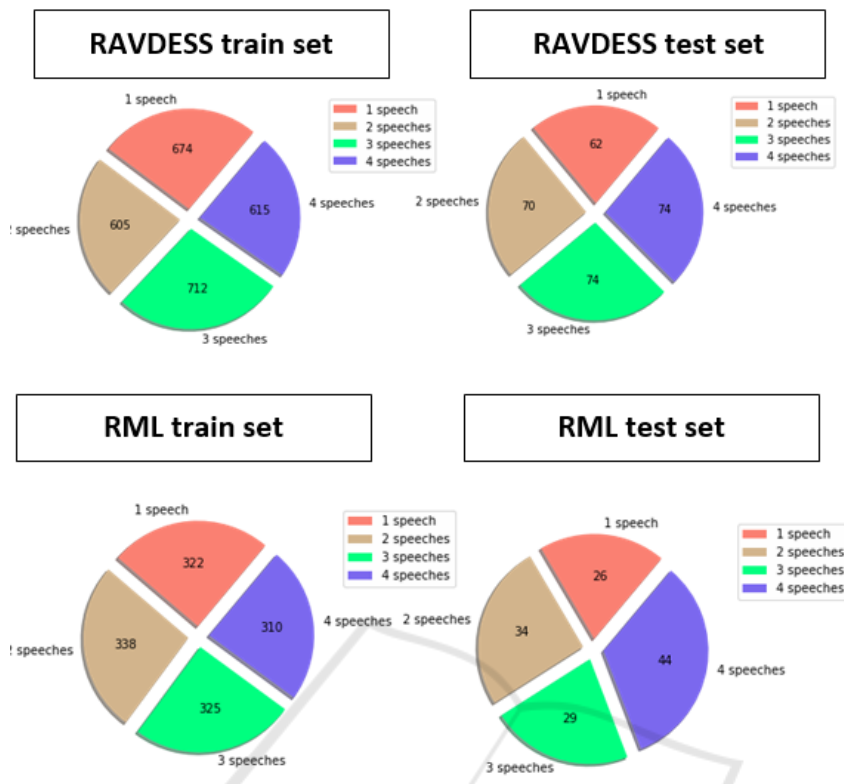 RAVDESS train set
RAVDESS test set
1 speech
1 speech
2 speeches
3 speeches
4 speeches
674
605
speeches
615
4 speeches
712
3 speeches
1 speech
1 speech
2 speeches
3 speeches
4 speeches
62
2 speeches
70
74
4 speeches
74
3 speeches
RML train set
RML test set
1 speech
1 speech
2 speeches
3 speeches
4 speeches
322
310
4 speeches
speeches
338
325
3 speeches
1 speech
1 speech
2 speeches
3 speeches
4 speeches
26
2 speeches
34
44
4 speeches
29
3 speeches